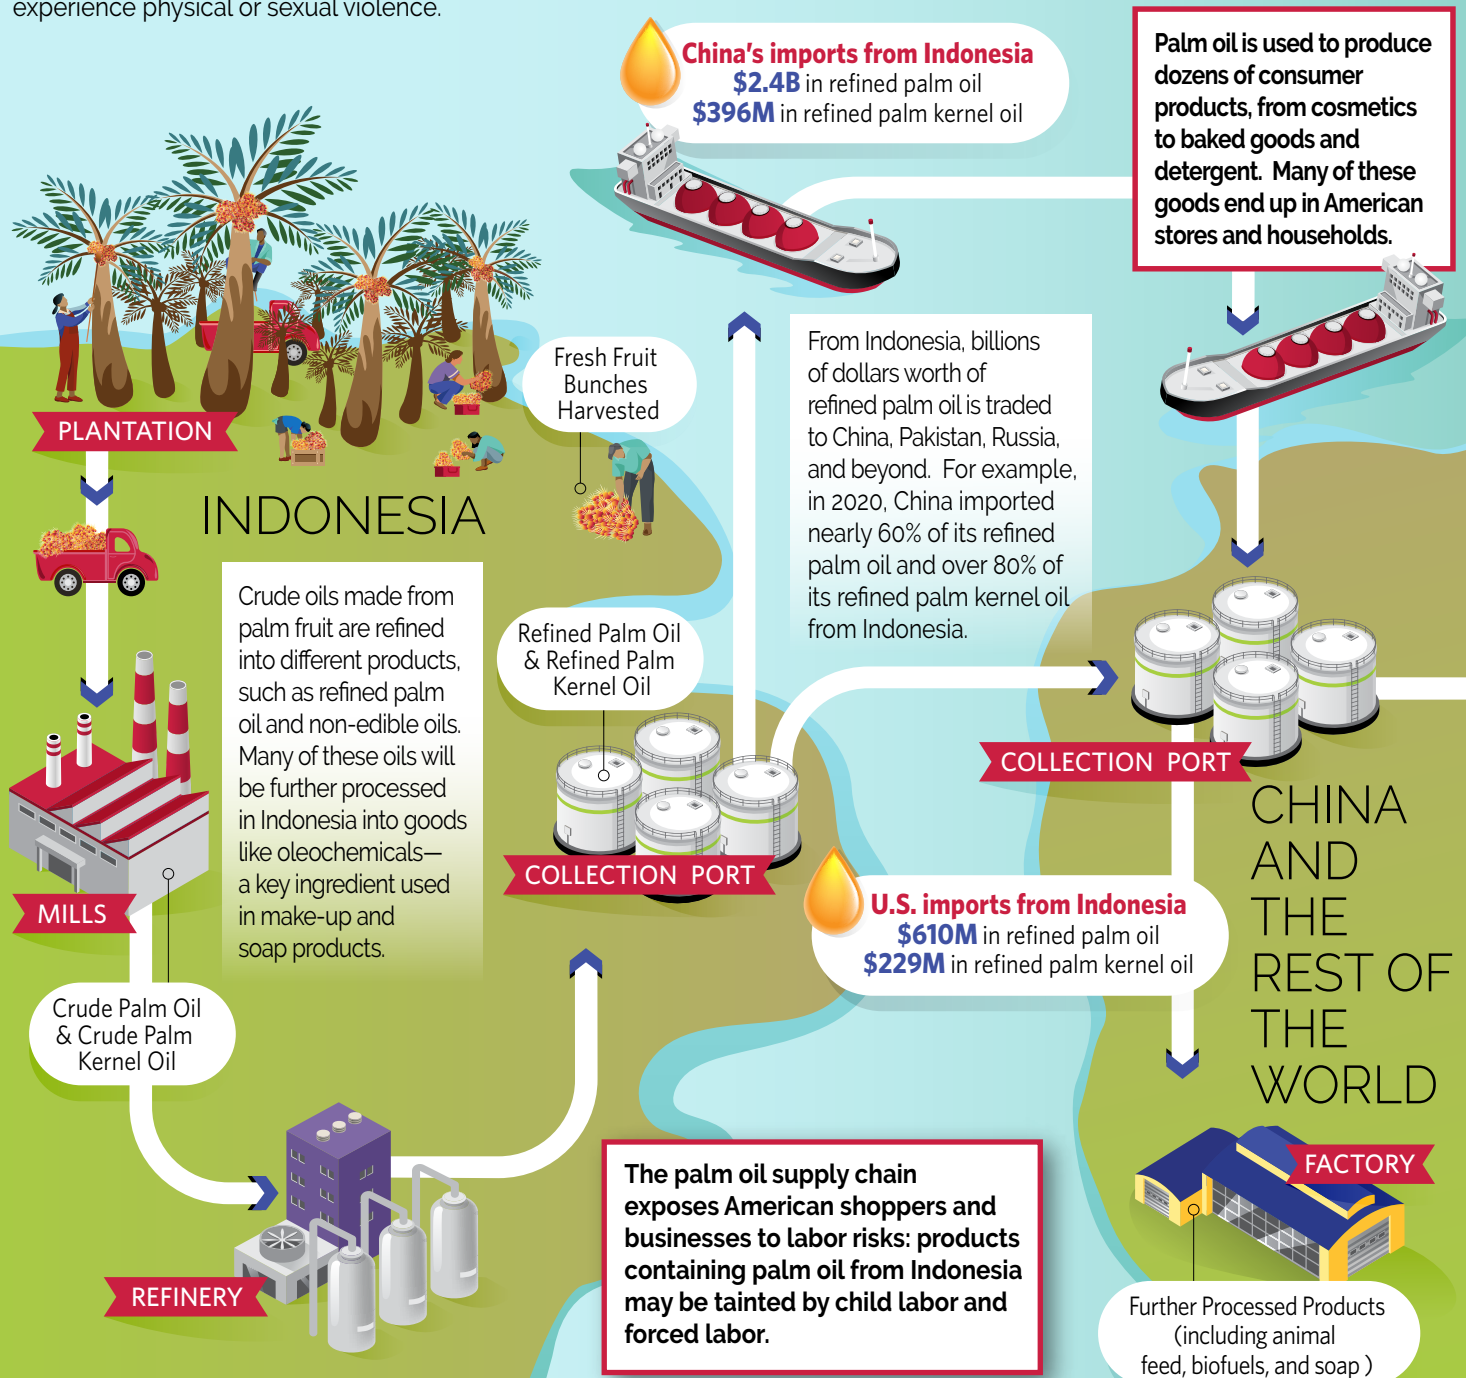 experience physical or sexual violence.
China's imports from Indonesia
$2.4B in refined palm oil
$396M in refined palm kernel oil
Palm oil is used to produce
dozens of consumer
products, from cosmetics
to baked goods and
detergent. Many of these
goods end up in American
stores and households.
PLANTATION
Fresh Fruit
Bunches
Harvested
From Indonesia, billions
of dollars worth of
refined palm oil is traded
to China, Pakistan, Russia,
and beyond. For example,
in 2020, China imported
nearly 60% of its refined
palm oil and over 80% of
its refined palm kernel oil
from Indonesia.
INDONESIA
Crude oils made from
palm fruit are refined
into different products,
such as refined palm
oil and non-edible oils.
Many of these oils will
be further processed
in Indonesia into goods
like oleochemicals—
a key ingredient used
in make-up and
soap products.
Refined Palm Oil
& Refined Palm
Kernel Oil
COLLECTION PORT
COLLECTION PORT
CHINA
AND
THE
REST OF
THE
WORLD
MILLS
U.S. imports from Indonesia
$610M in refined palm oil
$229M in refined palm kernel oil
Crude Palm Oil
& Crude Palm
Kernel Oil
REFINERY
The palm oil supply chain
exposes American shoppers and
businesses to labor risks: products
containing palm oil from Indonesia
may be tainted by child labor and
forced labor.
FACTORY
Further Processed Products
(including animal
feed, biofuels, and soap )